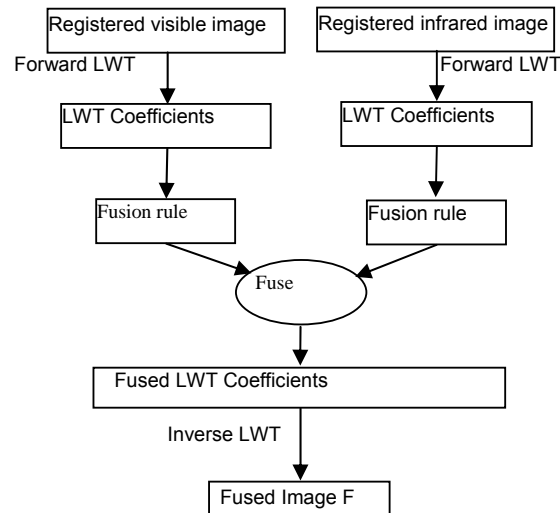 Registered visible image
Registered infrared image
Forward LWT
Forward LWT
LWT Coefficients
LWT Coefficients
Fusion rule
Fusion rule
Fuse
Fused LWT Coefficients
Inverse LWT
Fused Image F